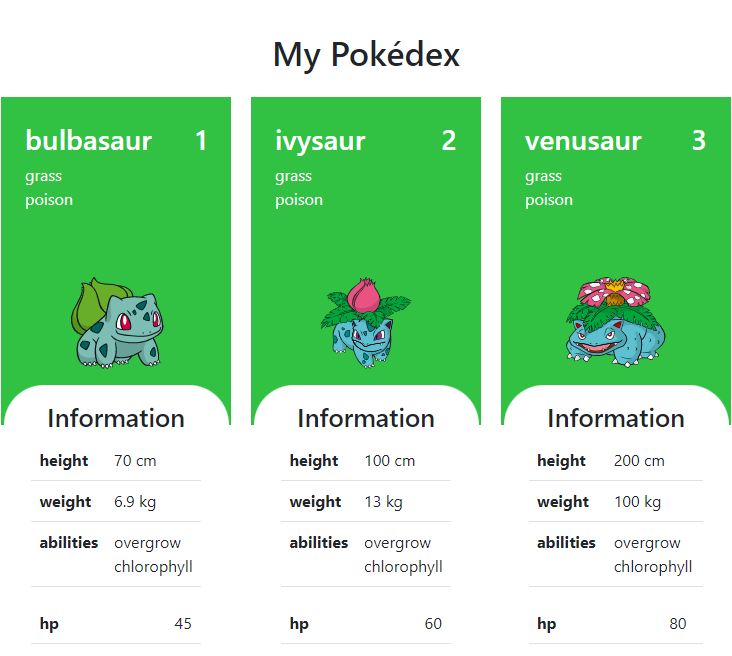 My Pokédex
bulbasaur 1
grass
poison
Information
height 70 cm
weight 6.9 kg
abilities overgrow
chlorophyll
hp 45
ivysaur 2
grass
poison
Information
height 100 cm
weight 13 kg
abilities overgrow
chlorophyll
hp 60
venusaur 3
grass
poison
Information
height 200 cm
weight 100 kg
abilities overgrow
chlorophyll
hp 80